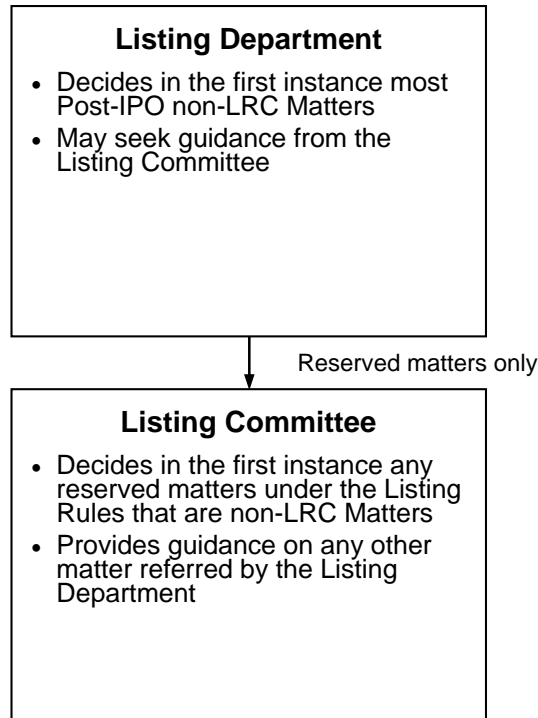 Listing Department
• Decides in the first instance most
Post-IPO non-LRC Matters
• May seek guidance from the
Listing Committee
Reserved matters only
Listing Committee
• Decides in the first instance any
reserved matters under the Listing
Rules that are non-LRC Matters
• Provides guidance on any other
matter referred by the Listing
Department